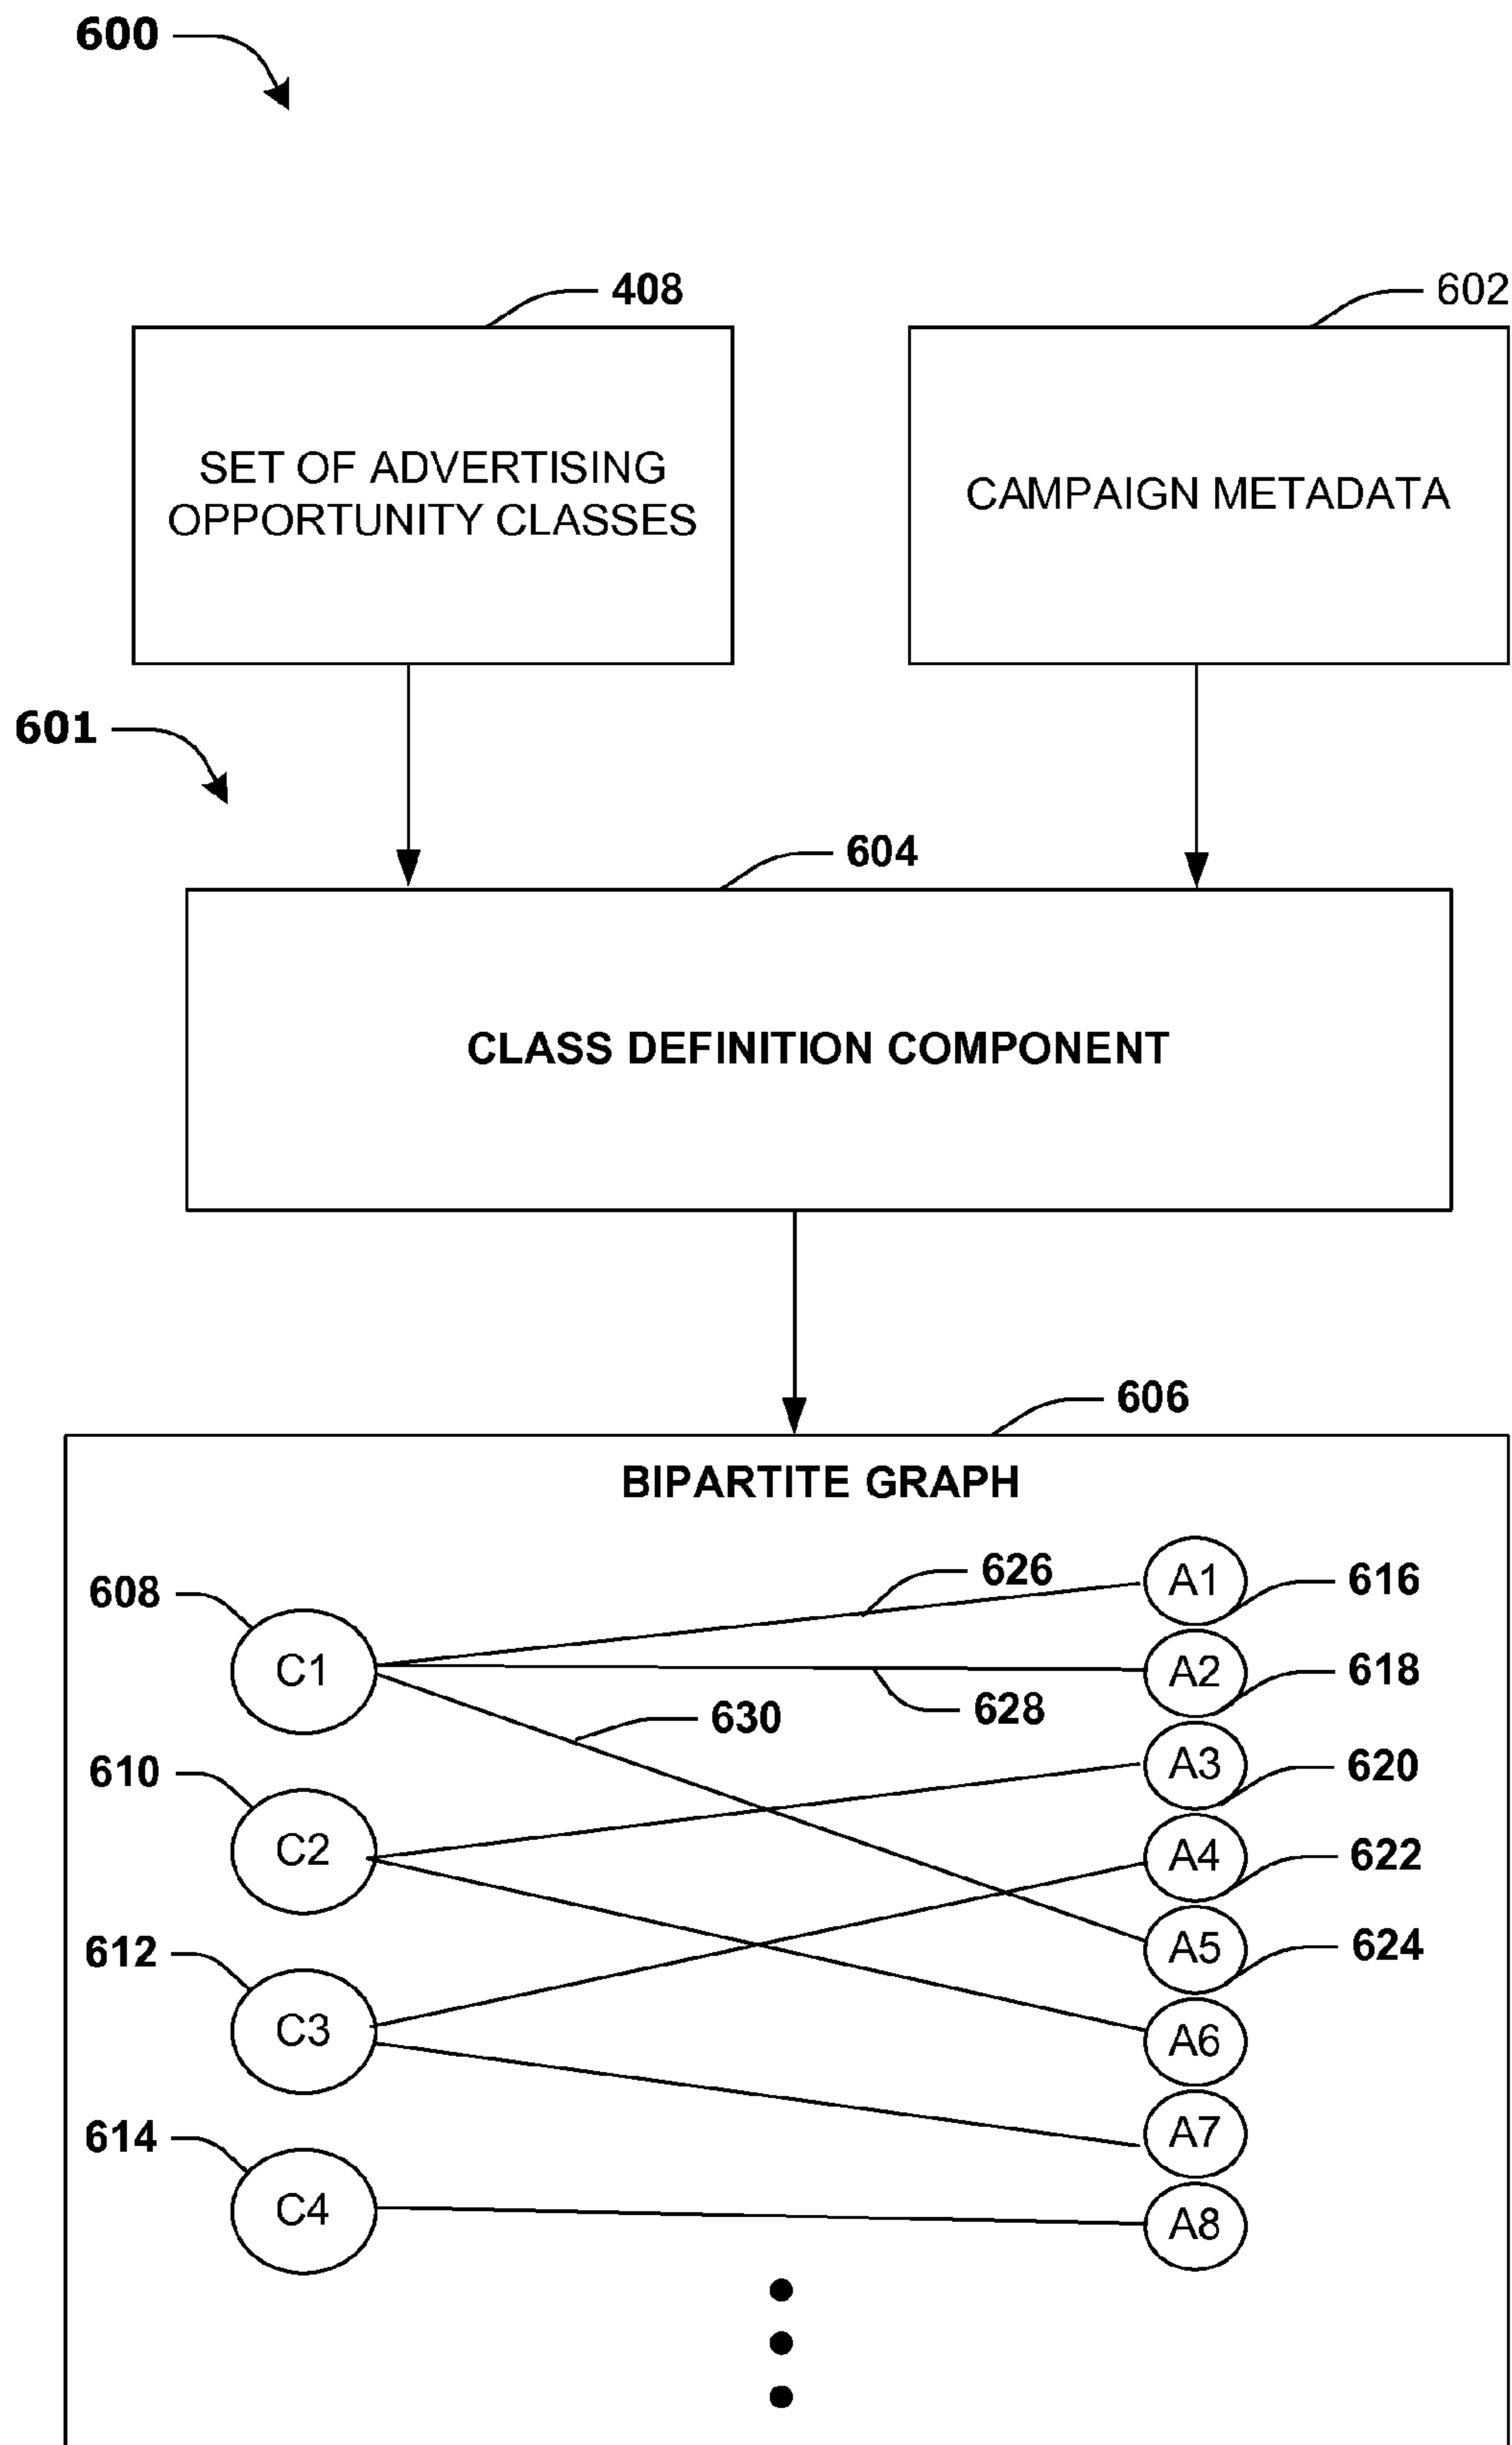 600
408
602
SET OF ADVERTISING
OPPORTUNITY CLASSES
CAMPAIGN METADATA
601
604
CLASS DEFINITION COMPONENT
606
BIPARTITE GRAPH
626
A1
616
608
C1
A2
618
628
630
610
A3
620
C2
A4
622
612
A5
624
C3
A6
614
A7
C4
A8